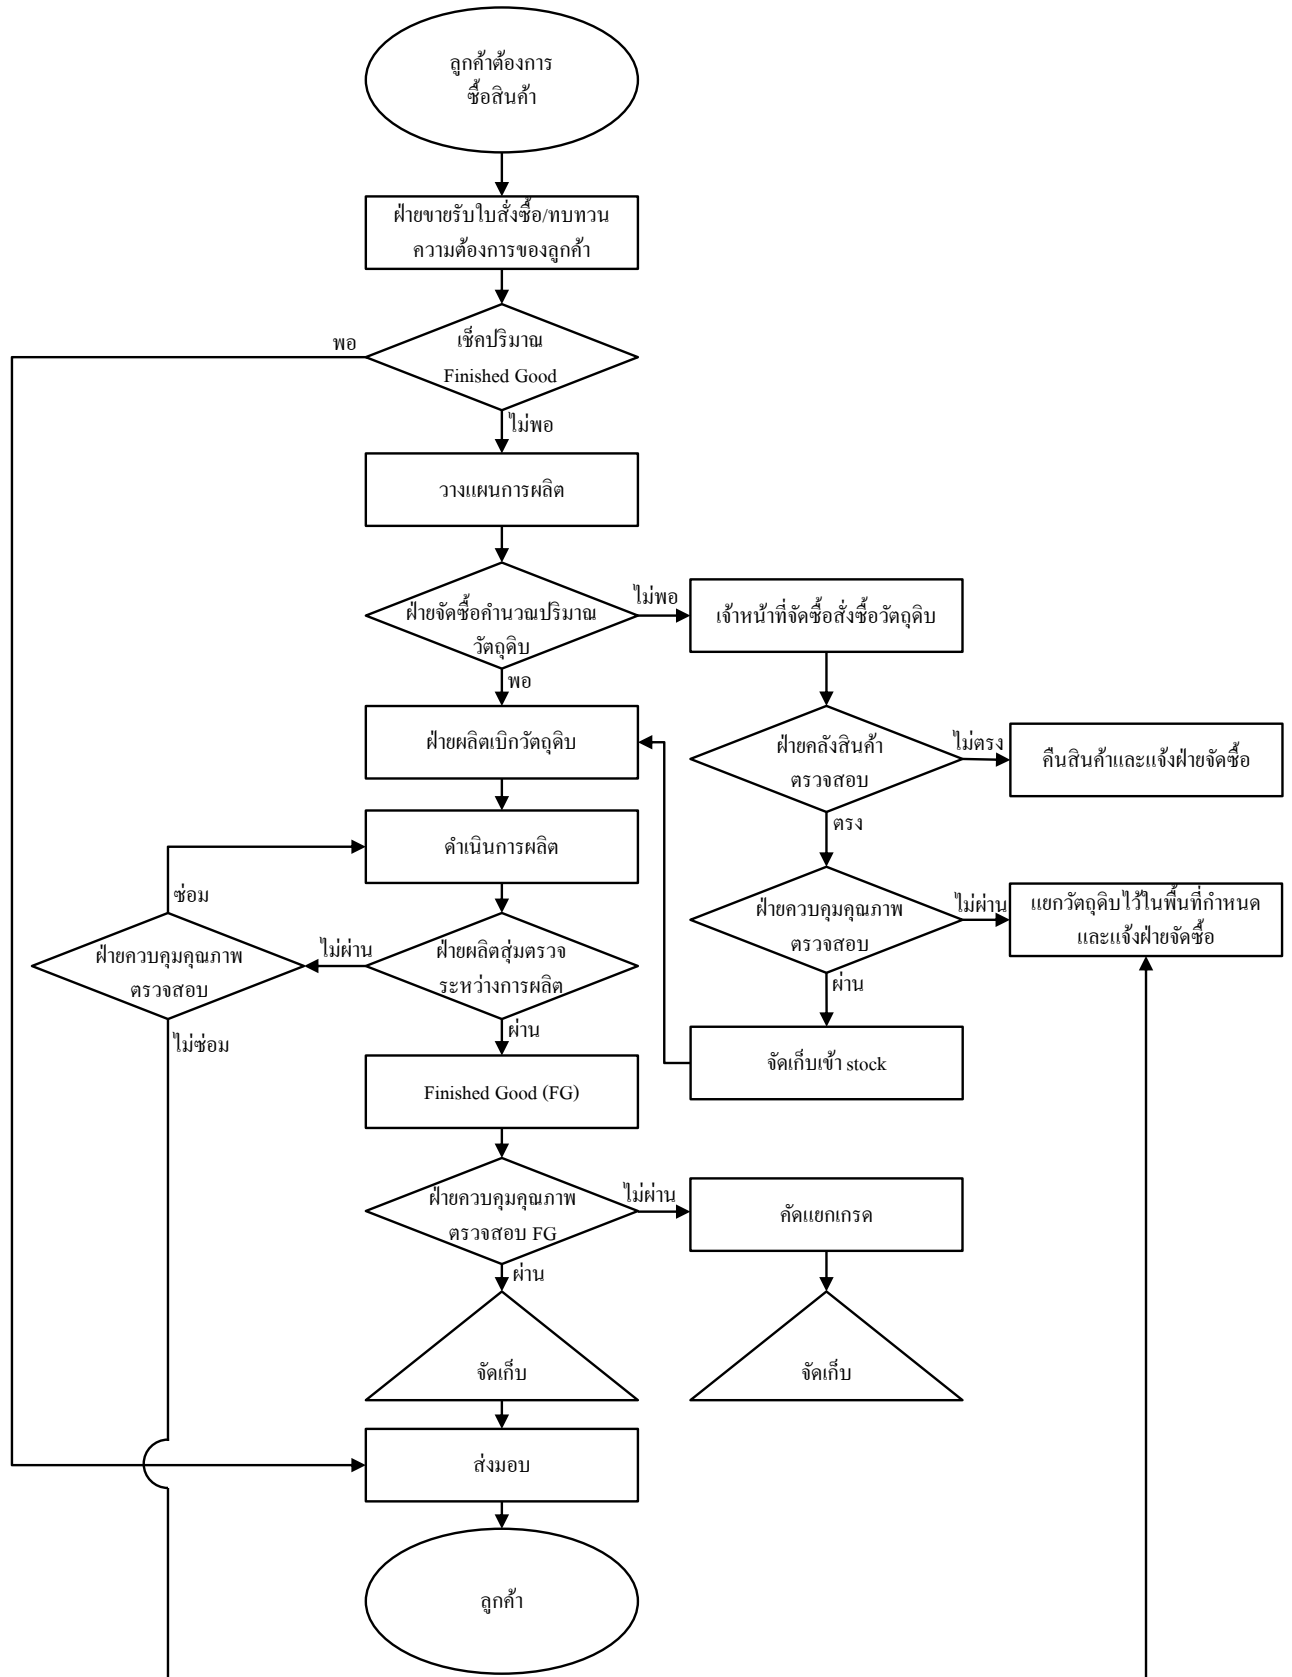 ลูกค้าต้องการ
ซื้อสินค้า
ฝ่ายขายรับใบสั่งซื้อ/ทบทวน
ความต้องการของลูกค้า
พอ
เช็คปริมาณ
Finished Good
ไม่พอ
วางแผนการผลิต
ฝ่ายจัดซื้อคำนวณปริมาณ
วัตถุดิบ
ไม่พอ
เจ้าหน้าที่จัดซื้อสั่งซื้อวัตถุดิบ
พอ
ฝ่ายผลิตเบิกวัตถุดิบ
ฝ่ายคลังสินค้า
ตรวจสอบ
ไม่ตรง
คืนสินค้าและแจ้งฝ่ายจัดซื้อ
ตรง
ดำเนินการผลิต
ซ่อม
ฝ่ายควบคุมคุณภาพ
ตรวจสอบ
ไม่ผ่าน
แยกวัตถุดิบไว้ในพื้นที่กำหนด
และแจ้งฝ่ายจัดซื้อ
ฝ่ายควบคุมคุณภาพ
ตรวจสอบ
ไม่ผ่าน
ฝ่ายผลิตสุ่มตรวจ
ระหว่างการผลิต
ผ่าน
ไม่ซ่อม
ผ่าน
จัดเก็บเข้า stock
Finished Good (FG)
ฝ่ายควบคุมคุณภาพ
ตรวจสอบ FG
ไม่ผ่าน
คัดแยกเกรด
ผ่าน
จัดเก็บ
จัดเก็บ
ส่งมอบ
ลูกค้า